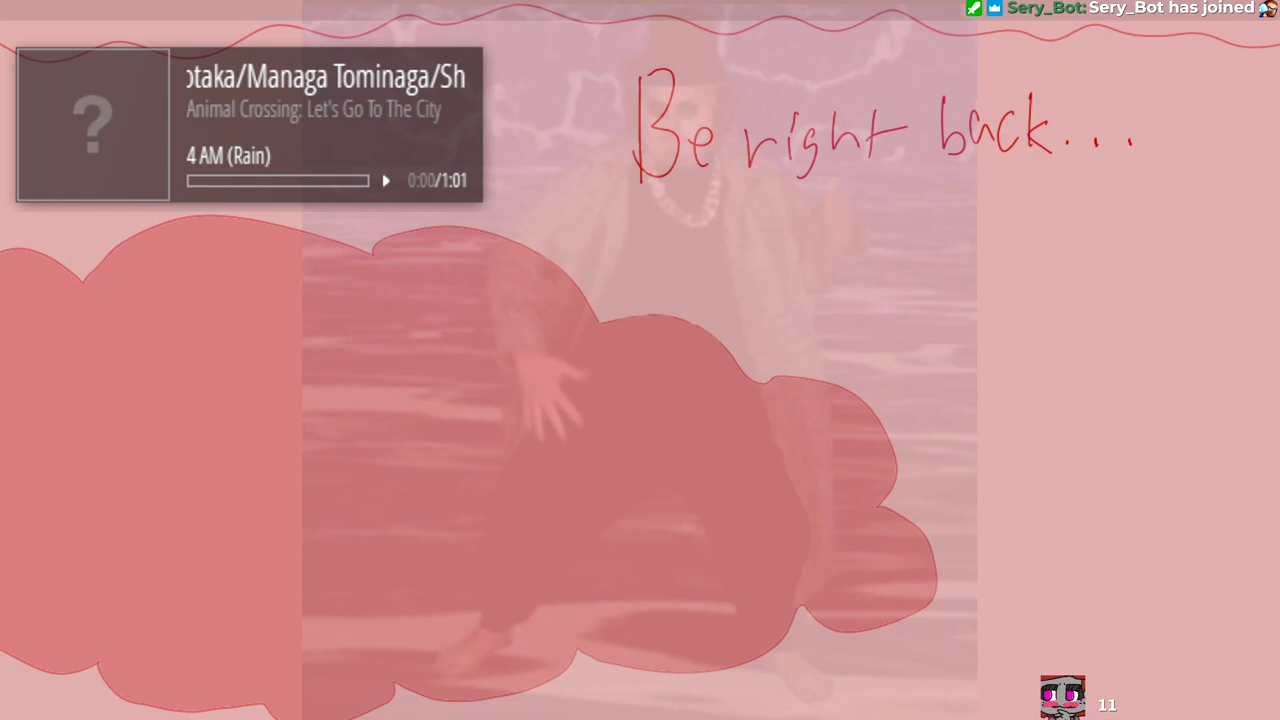 Sery_Bot: Sery_Bot has joined
otaka/Managa Tominaga/Sh
Animal Crossing: Let's Go To The City
4 AM (Rain)
0:00/1:01
?
Be right back...
11